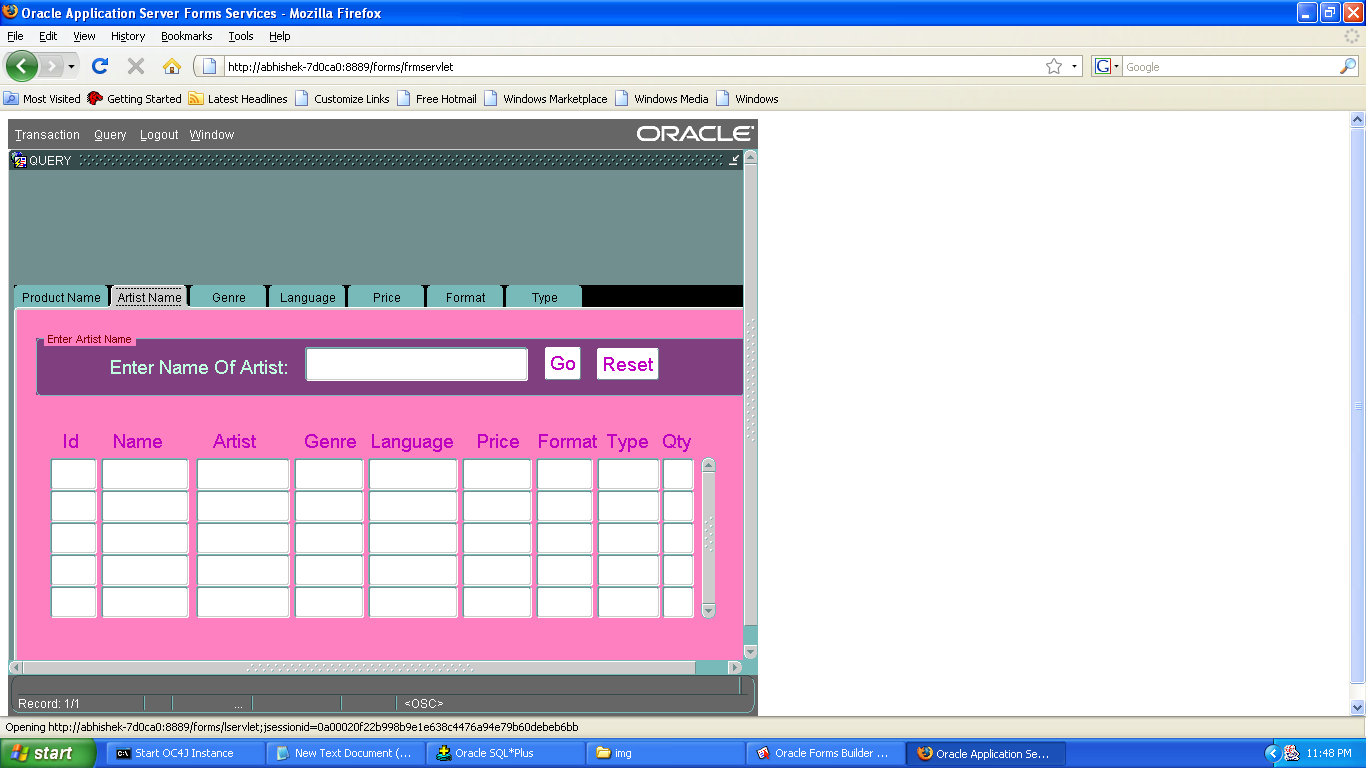 Oracle Application Server Forms Services - Mozilla Firefox
File Edit View History Bookmarks Tools Help
http://abhishek-7d0ca0:8889/forms/frmservlet
G Google
Most Visited Getting Started Latest Headlines Customize Links Free Hotmail Windows Marketplace Windows Media Windows
Transaction Query Logout Window ORACLE
QUERY
Product Name Artist Name Genre Language Price Format Type
Enter Artist Name
Enter Name Of Artist: Go Reset
Id Name Artist Genre Language Price Format Type Qty
Record: 1/1 ... <OSC>
Opening http://abhishek-7d0ca0:8889/forms/lservlet;jsessionid=0a00020f22b998b9e1e638c4476a94e79b60debeb6bb
start Start OC4J Instance New Text Document (... Oracle SQL*Plus img Oracle Forms Builder ... Oracle Application Se... 11:48 PM